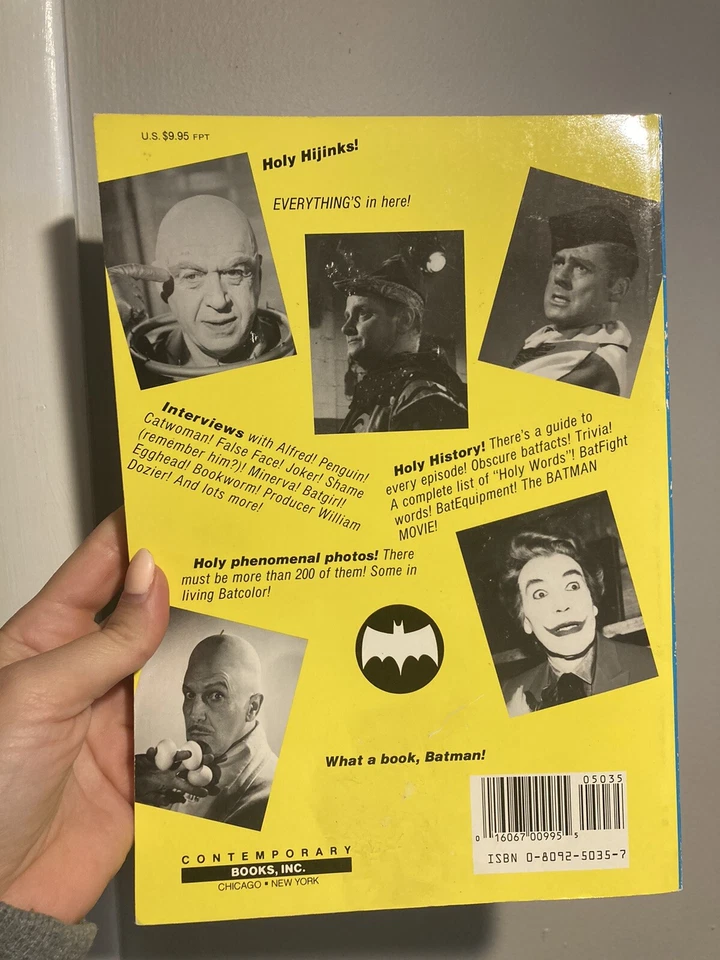 U.S. $9.95 FPT
Holy Hijinks!
EVERYTHING'S in here!
Interviews with Alfred! Penguin!
Catwoman! False Face! Joker! Shame
(remember him?)! Minerva! Batgirl!
Egghead! Bookworm! Producer William
Dozier! And lots more!
Holy History! There's a guide to
every episode! Obscure batfacts! Trivia!
A complete list of "Holy Words"! BatFight
words! BatEquipment! The BATMAN
MOVIE!
Holy phenomenal photos! There
must be more than 200 of them! Some in
living Batcolor!
What a book, Batman!
CONTEMPORARY
BOOKS, INC.
CHICAGO ▪ NEW YORK
05035
0 16067 00995 5
ISBN 0-8092-5035-7